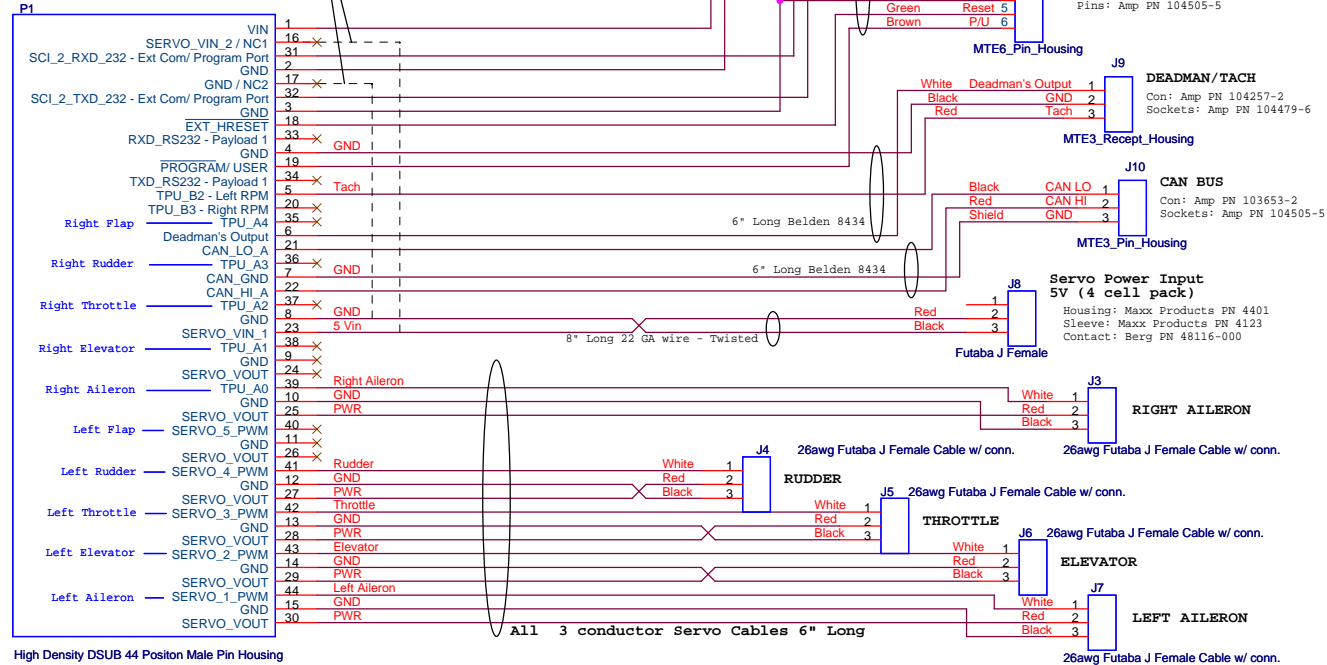 P1
VIN 1
SERVO_VIN_2 / NC1 16
SCI_2_RXD_232 - Ext Com/ Program Port 31
GND 2
GND / NC2 17
SCI_2_TXD_232 - Ext Com/ Program Port 32
GND 3
EXT_HRESET 18
RXD_RS232 - Payload 1 33
GND 4 GND
PROGRAM/ USER 19
TXD_RS232 - Payload 1 34
TPU_B2 - Left RPM 5 Tach
TPU_B3 - Right RPM 20
Right Flap TPU_A4 35
Deadman's Output 6
CAN_LO_A 21
Right Rudder TPU_A3 36
CAN_GND 7 GND
CAN_HI_A 22
Right Throttle TPU_A2 37
GND 8 GND
SERVO_VIN_1 23 5 Vin
Right Elevator TPU_A1 38
GND 9
SERVO_VOUT 24
Right Aileron TPU_A0 39 Right Aileron
GND 10 GND
SERVO_VOUT 25 PWR
Left Flap SERVO_5_PWM 40
GND 11
SERVO_VOUT 26
Left Rudder SERVO_4_PWM 41 Rudder
GND 12 GND
SERVO_VOUT 27 PWR
Left Throttle SERVO_3_PWM 42 Throttle
GND 13 GND
SERVO_VOUT 28 PWR
Left Elevator SERVO_2_PWM 43 Elevator
GND 14 GND
SERVO_VOUT 29 PWR
Left Aileron SERVO_1_PWM 44 Left Aileron
GND 15 GND
SERVO_VOUT 30 PWR
High Density DSUB 44 Positon Male Pin Housing
Green Reset 5
Brown P/U 6
Pins: Amp PN 104505-5
MTE6_Pin_Housing
J9
White Deadman's Output 1
Black GND 2
Red Tach 3
DEADMAN/TACH
Con: Amp PN 104257-2
Sockets: Amp PN 104479-6
MTE3_Recept_Housing
6" Long Belden 8434
J10
Black CAN LO 1
Red CAN HI 2
Shield GND 3
CAN BUS
Con: Amp PN 103653-2
Sockets: Amp PN 104505-5
MTE3_Pin_Housing
6" Long Belden 8434
J8
1
Red 2
Black 3
Servo Power Input
5V (4 cell pack)
Housing: Maxx Products PN 4401
Sleeve: Maxx Products PN 4123
Contact: Berg PN 48116-000
8" Long 22 GA wire - Twisted
Futaba J Female
J3
White 1
Red 2
Black 3
RIGHT AILERON
26awg Futaba J Female Cable w/ conn.
J4 26awg Futaba J Female Cable w/ conn.
White 1
Red 2
Black 3
RUDDER
J5 26awg Futaba J Female Cable w/ conn.
White 1
Red 2
Black 3
THROTTLE
J6 26awg Futaba J Female Cable w/ conn.
White 1
Red 2
Black 3
ELEVATOR
J7
White 1
Red 2
Black 3
LEFT AILERON
26awg Futaba J Female Cable w/ conn.
All 3 conductor Servo Cables 6" Long